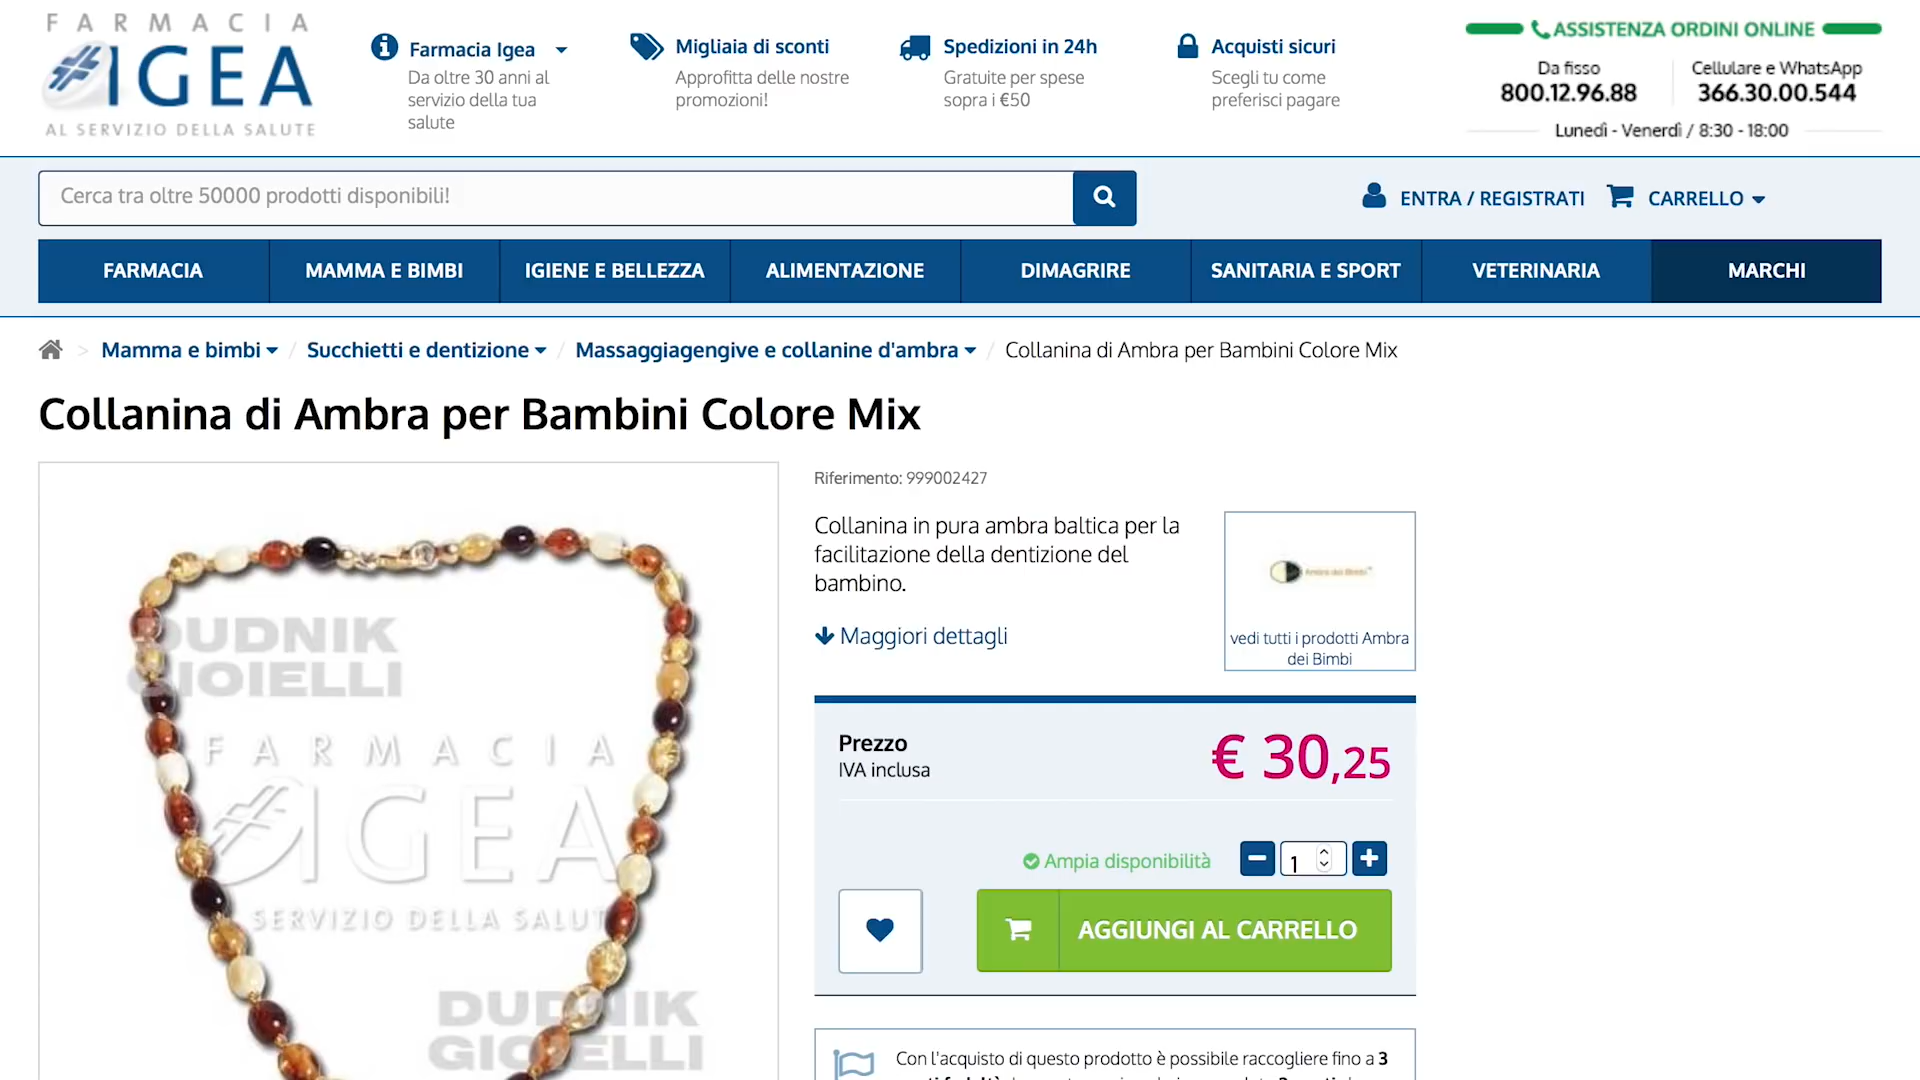 FARMACIA
IGEA
AL SERVIZIO DELLA SALUTE
Farmacia Igea
Da oltre 30 anni al
servizio della tua
salute
Migliaia di sconti
Approfitta delle nostre
promozioni!
Spedizioni in 24h
Gratuite per spese
sopra i €50
Acquisti sicuri
Scegli tu come
preferisci pagare
ASSISTENZA ORDINI ONLINE
Da fisso
800.12.96.88
Cellulare e WhatsApp
366.30.00.544
Lunedì - Venerdì / 8:30 - 18:00
Cerca tra oltre 50000 prodotti disponibili!
ENTRA / REGISTRATI
CARRELLO
FARMACIA
MAMMA E BIMBI
IGIENE E BELLEZZA
ALIMENTAZIONE
DIMAGRIRE
SANITARIA E SPORT
VETERINARIA
MARCHI
> Mamma e bimbi / Succhietti e dentizione / Massaggiagengive e collanine d'ambra / Collanina di Ambra per Bambini Colore Mix
Collanina di Ambra per Bambini Colore Mix
DUDNIK
GIOIELLI
FARMACIA
IGEA
SERVIZIO DELLA SALUT
DUDNIK
GIOIELLI
Riferimento: 999002427
Collanina in pura ambra baltica per la
facilitazione della dentizione del
bambino.
Maggiori dettagli
Ambra dei Bimbi
vedi tutti i prodotti Ambra
dei Bimbi
Prezzo
IVA inclusa
€ 30,25
Ampia disponibilità
1
AGGIUNGI AL CARRELLO
Con l'acquisto di questo prodotto è possibile raccogliere fino a 3